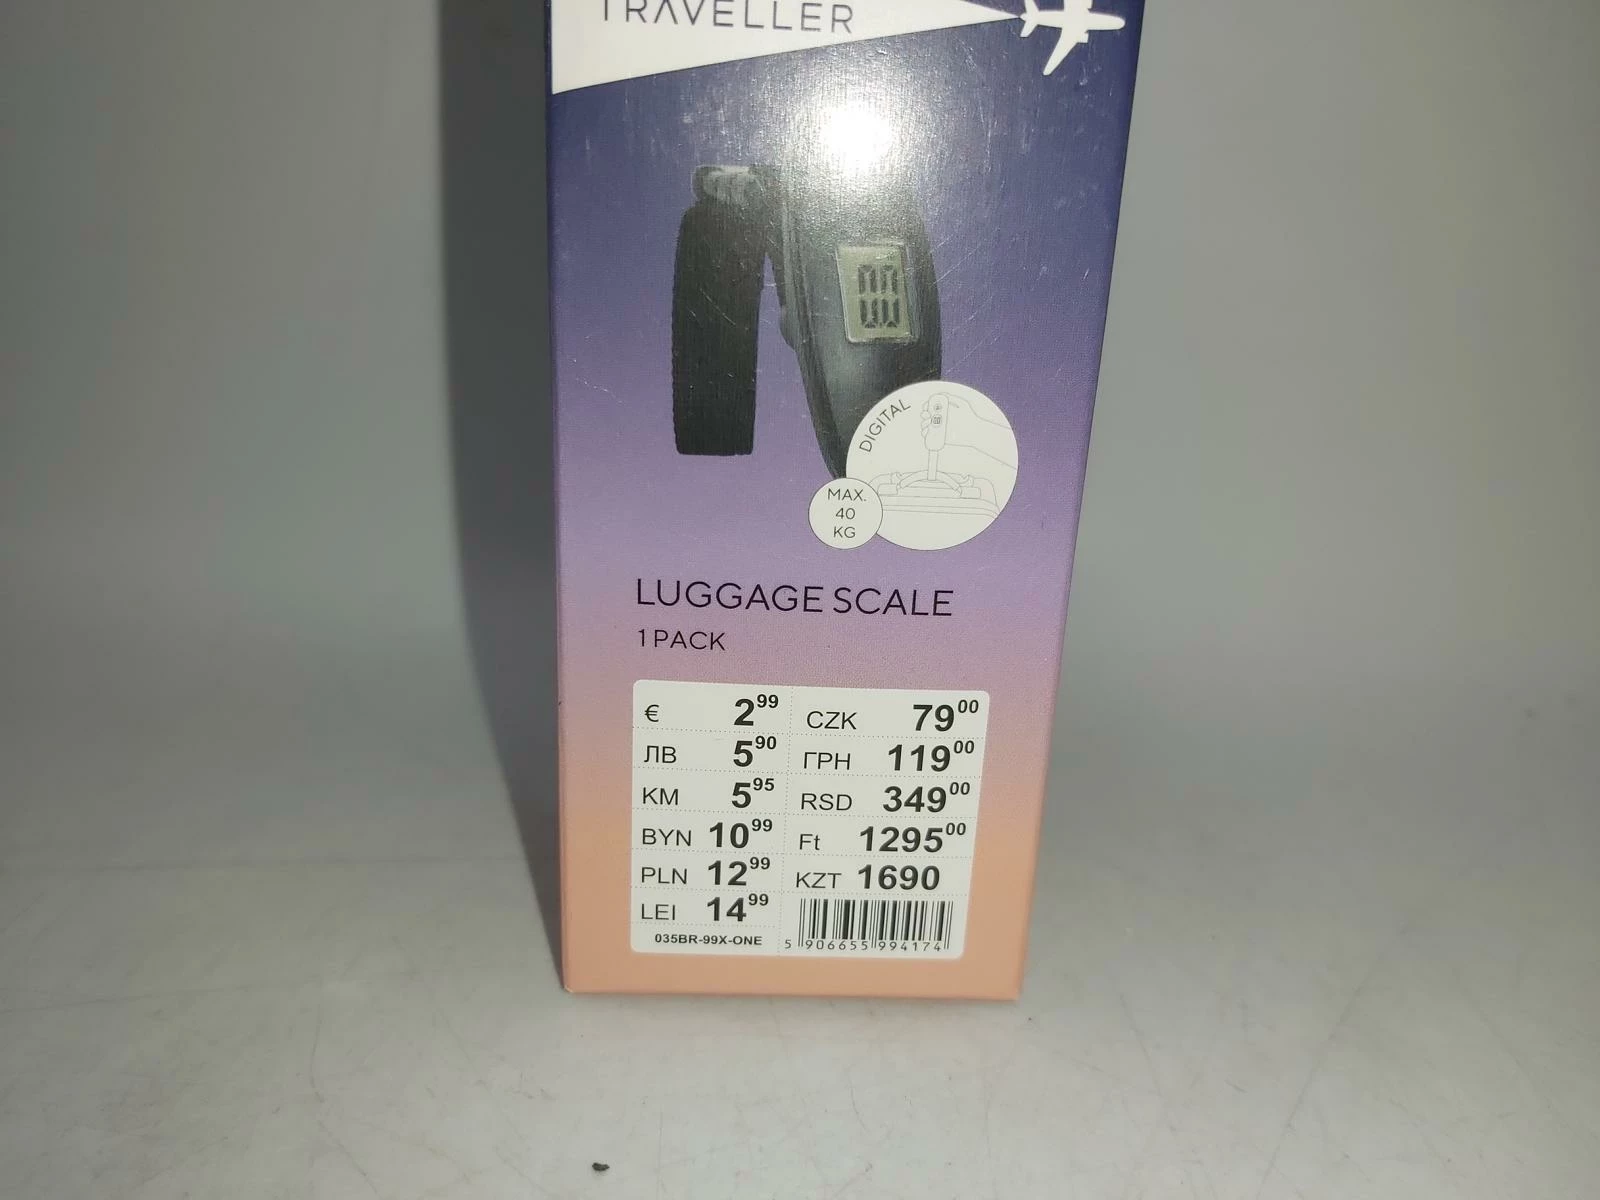 TRAVELLER
DIGITAL
MAX.
40
KG
LUGGAGE SCALE
1 PACK
€ 2⁹⁹ CZK 79⁰⁰
ЛВ 5⁹⁰ ГРН 119⁰⁰
KM 5⁹⁵ RSD 349⁰⁰
BYN 10⁹⁹ Ft 1295⁰⁰
PLN 12⁹⁹ KZT 1690
LEI 14⁹⁹
035BR-99X-ONE 5 906655 994174